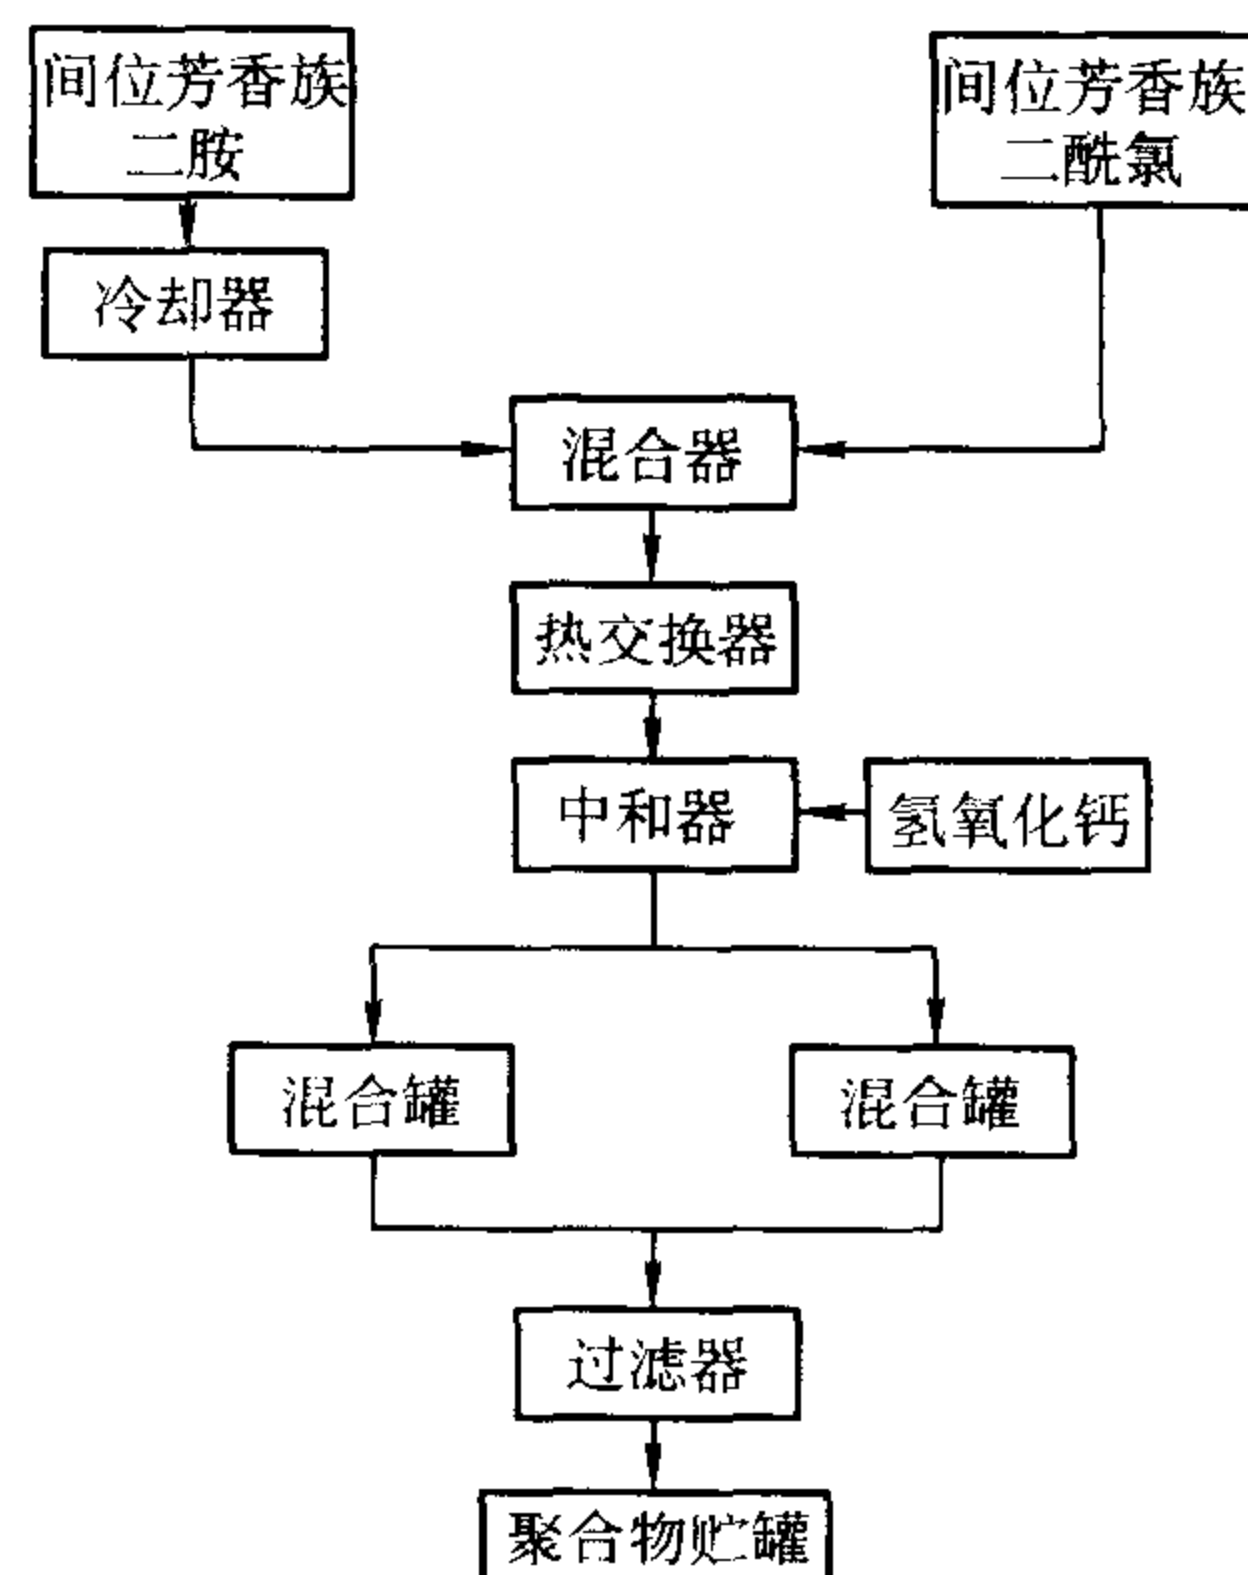 间位芳香族
二胺
间位芳香族
二酰氯
冷却器
混合器
热交换器
中和器
氢氧化钙
混合罐
混合罐
过滤器
聚合物贮罐